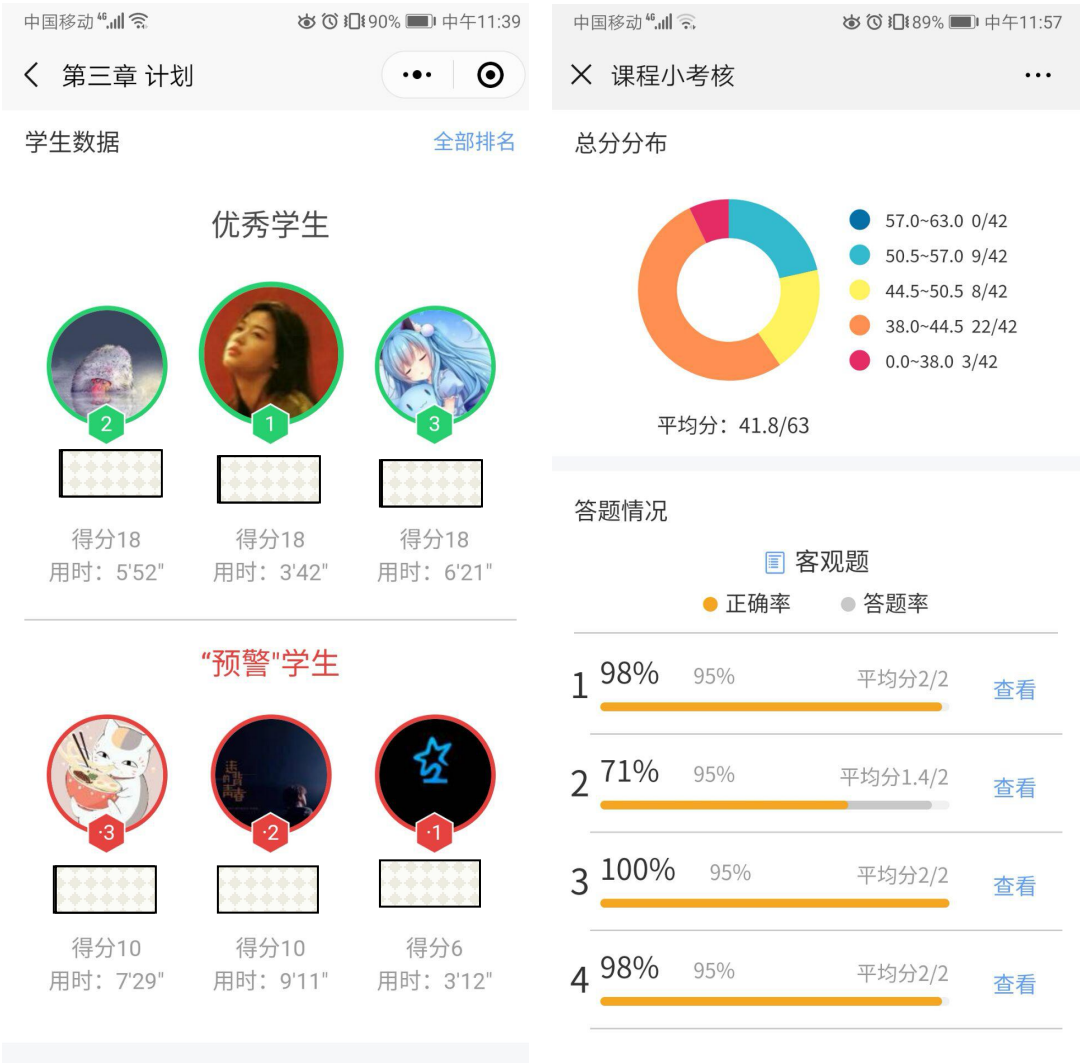 中国移动 4G 90% 中午11:39
第三章 计划
学生数据 全部排名
优秀学生
2 1 3
得分18 得分18 得分18
用时：5'52" 用时：3'42" 用时：6'21"
“预警"学生
违
背
的
青
春
·3 ·2 ·1
得分10 得分10 得分6
用时：7'29" 用时：9'11" 用时：3'12"
中国移动 4G 89% 中午11:57
课程小考核
总分分布
57.0~63.0 0/42
50.5~57.0 9/42
44.5~50.5 8/42
38.0~44.5 22/42
0.0~38.0 3/42
平均分：41.8/63
答题情况
客观题
正确率 答题率
1 98% 95% 平均分2/2 查看
2 71% 95% 平均分1.4/2 查看
3 100% 95% 平均分2/2 查看
4 98% 95% 平均分2/2 查看